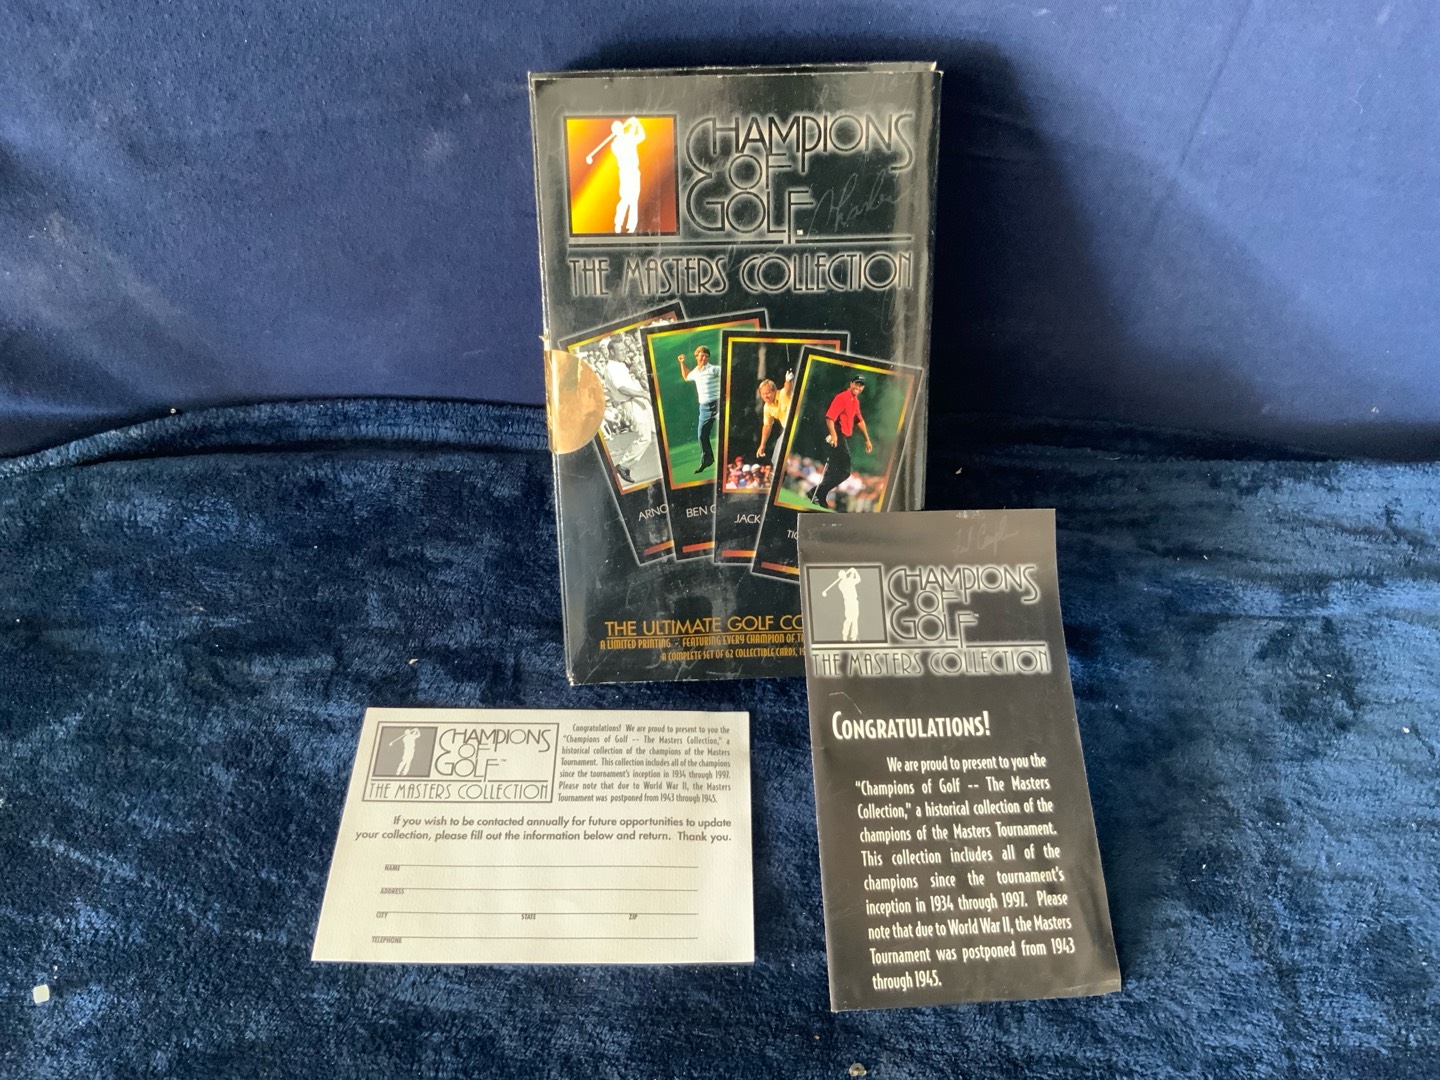 CHAMPIONS
OF
GOLF
THE MASTERS COLLECTION
ARNO
BEN C
JACK
TIG
THE ULTIMATE GOLF CO
A LIMITED PRINTING - FEATURING EVERY CHAMPION OF
A COMPLETE SET OF 62 COLLECTIBLE CARDS,
CHAMPIONS
OF
GOLF
THE MASTERS COLLECTION
CONGRATULATIONS!
We are proud to present to you the
"Champions of Golf -- The Masters
Collection," a historical collection of the
champions of the Masters Tournament.
This collection includes all of the
champions since the tournament's
inception in 1934 through 1997. Please
note that due to World War II, the Masters
Tournament was postponed from 1943
through 1945.
CHAMPIONS
OF
GOLF™
THE MASTERS COLLECTION
Congratulations! We are proud to present to you the
"Champions of Golf -- The Masters Collection," a
historical collection of the champions of the Masters
Tournament. This collection includes all of the champions
since the tournament's inception in 1934 through 1997.
Please note that due to World War II, the Masters
Tournament was postponed from 1943 through 1945.
If you wish to be contacted annually for future opportunities to update
your collection, please fill out the information below and return. Thank you.
NAME
ADDRESS
CITY STATE ZIP
TELEPHONE